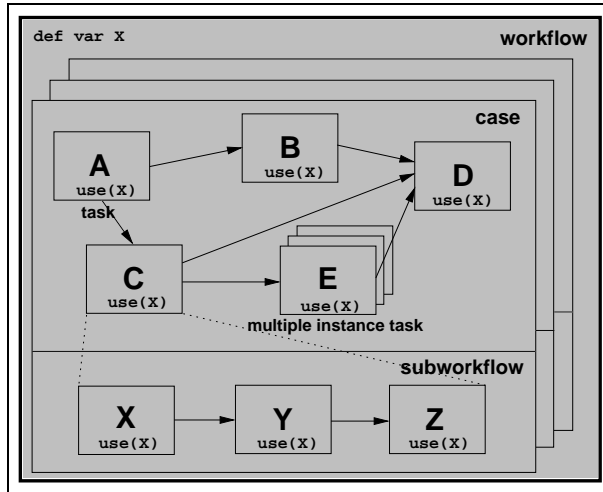 def var X
workflow
case
A
use(X)
task
B
use(X)
D
use(X)
C
use(X)
E
use(X)
multiple instance task
subworkflow
X
use(X)
Y
use(X)
Z
use(X)